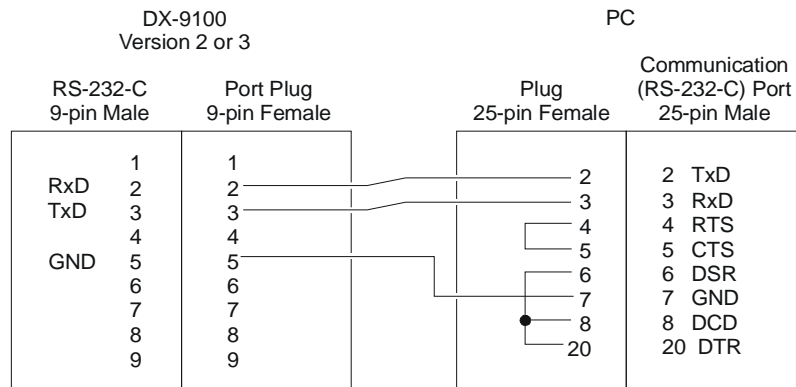 DX-9100
Version 2 or 3
PC
RS-232-C
9-pin Male
Port Plug
9-pin Female
Plug
25-pin Female
Communication
(RS-232-C) Port
25-pin Male
1 1
RxD 2 2 2 2 TxD
TxD 3 3 3 3 RxD
4 4 4 4 RTS
GND 5 5 5 5 CTS
6 6 6 6 DSR
7 7 7 7 GND
8 8 8 8 DCD
9 9 20 20 DTR